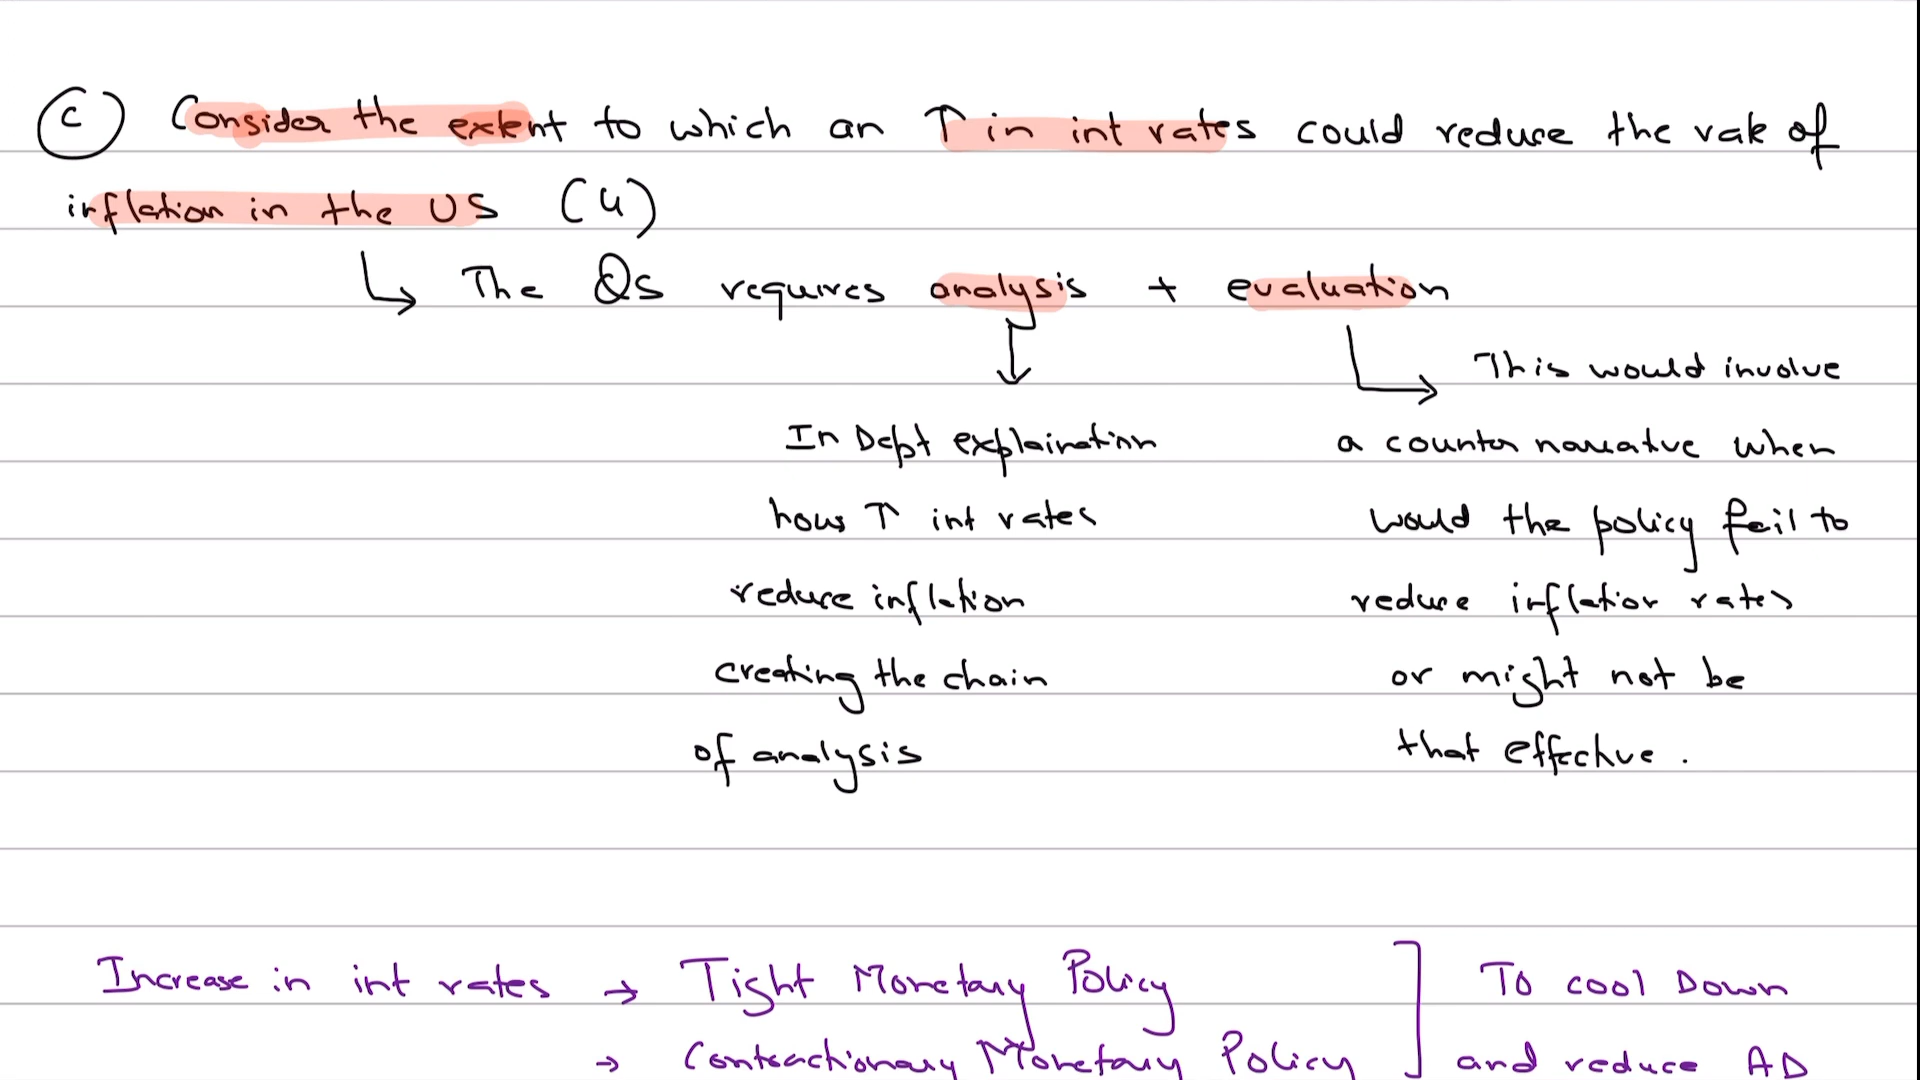 (c) Consider the extent to which an ↑ in int rates could reduce the rate of
inflation in the US (4)
↳ The Qs requires analysis + evaluation
This would involve
In Dept explaination
a counter narrative when
how ↑ int rates
would the policy fail to
reduce inflation
reduce inflation rates
creating the chain
or might not be
of analysis
that effective.
Increase in int rates → Tight Monetary Policy ] To cool Down
→ Contractionary Monetary Policy ] and reduce AD